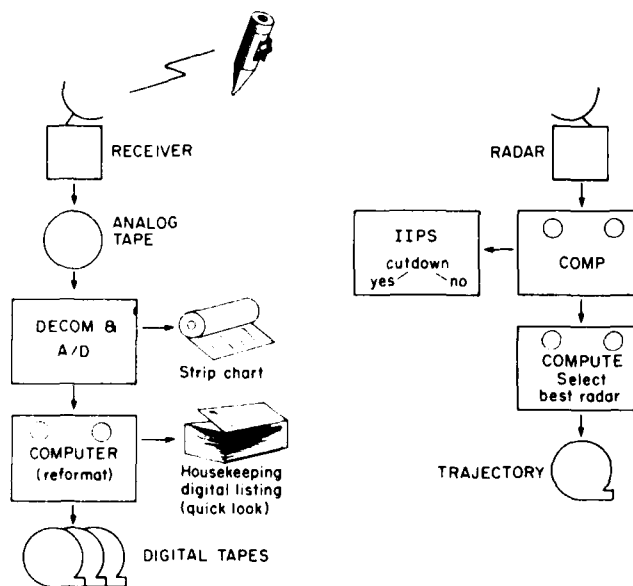 RECEIVER
ANALOG
TAPE
DECOM &
A/D
Strip chart
COMPUTER
(reformat)
Housekeeping
digital listing
(quick look)
DIGITAL TAPES
RADAR
IIPS
cutdown
yes
no
COMP
COMPUTE
Select
best radar
TRAJECTORY